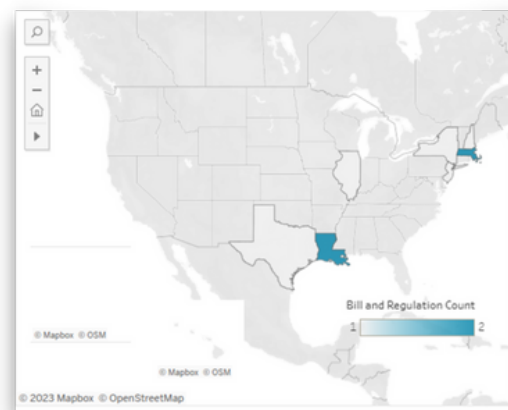 Bill and Regulation Count
1 2
© Mapbox © OSM
© Mapbox © OSM
© 2023 Mapbox © OpenStreetMap